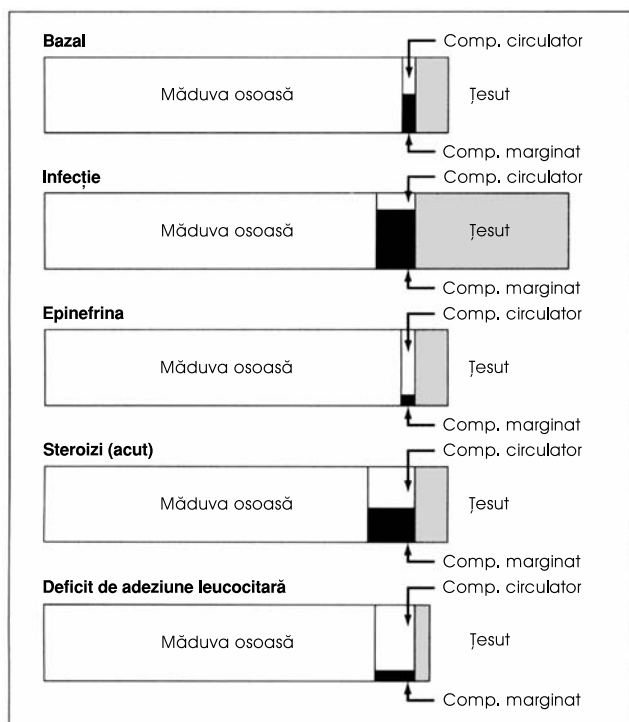 Bazal
Comp. circulator
Măduva osoasă
Țesut
Comp. marginat
Infecție
Comp. circulator
Măduva osoasă
Țesut
Comp. marginat
Epinefrina
Comp. circulator
Măduva osoasă
Țesut
Comp. marginat
Steroizi (acut)
Comp. circulator
Măduva osoasă
Țesut
Comp. marginat
Deficit de adeziune leucocitară
Comp. circulator
Măduva osoasă
Țesut
Comp. marginat